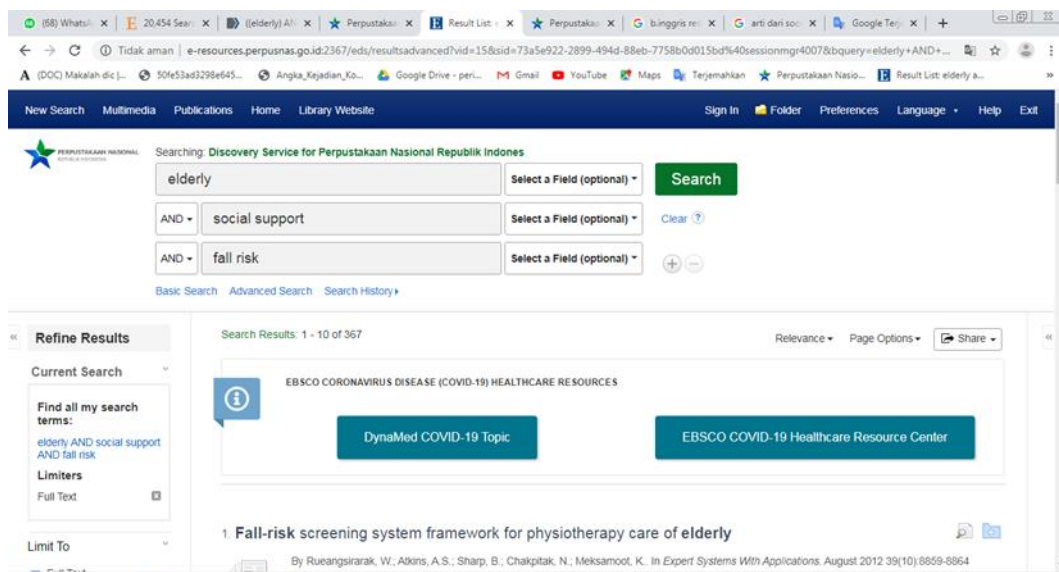 (68) WhatsA
20,454 Sear
((elderly) AN
Perpustaka
Result List: e
Perpustaka
b.inggris re
arti dari soc
Google Terj
Tidak aman | e-resources.perpusnas.go.id:2367/eds/resultsadvanced?vid=15&sid=73a5e922-2899-494d-88eb-7758b0d015bd%40sessionmgr4007&bquery=elderly+AND+...
(DOC) Makalah dic |...
50fe53ad3298e645...
Angka_Kejadian_Ko...
Google Drive - peri...
Gmail
YouTube
Maps
Terjemahkan
Perpustakaan Nasio...
Result List: elderly a...
New Search Multimedia Publications Home Library Website
Sign In Folder Preferences Language Help Exit
PERPUSTAKAAN NASIONAL
REPUBLIK INDONESIA
Searching: Discovery Service for Perpustakaan Nasional Republik Indones
elderly Select a Field (optional) Search
AND social support Select a Field (optional) Clear ?
AND fall risk Select a Field (optional)
Basic Search Advanced Search Search History
Refine Results
Search Results: 1 - 10 of 367
Relevance Page Options Share
Current Search
Find all my search
terms:
elderly AND social support
AND fall risk
Limiters
Full Text
Limit To
Full Text
EBSCO CORONAVIRUS DISEASE (COVID-19) HEALTHCARE RESOURCES
DynaMed COVID-19 Topic
EBSCO COVID-19 Healthcare Resource Center
1. Fall-risk screening system framework for physiotherapy care of elderly
By Rueangsirarak, W.; Atkins, A.S.; Sharp, B.; Chakpitak, N.; Meksamoot, K.. In Expert Systems With Applications. August 2012 39(10):8859-8864